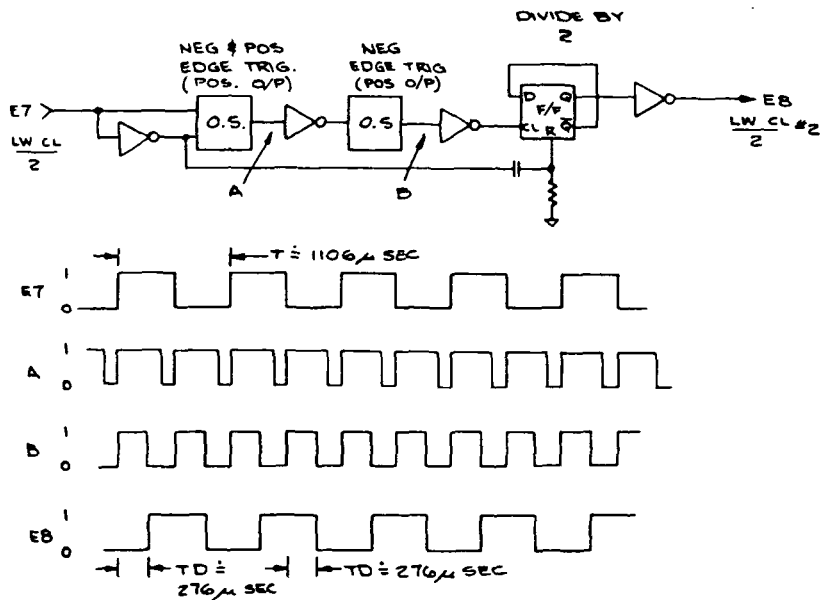 DIVIDE BY
2
NEG & POS
EDGE TRIG.
(POS. O/P)
NEG
EDGE TRIG
(POS O/P)
E7
O.S.
O.S
D
Q
F/F
CL
R
Q̅
E8
LW CL
2
LW CL #2
2
A
B
T ≐ 1106 μ SEC
E7
1
0
A
1
0
B
1
0
E8
1
0
TD ≐
276 μ SEC
TD ≐ 276 μ SEC